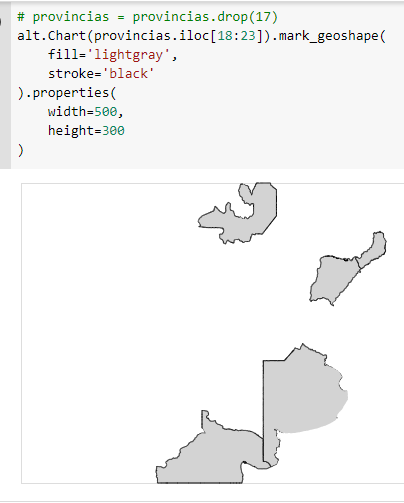 # provincias = provincias.drop(17)
alt.Chart(provincias.iloc[18:23]).mark_geoshape(
    fill='lightgray',
    stroke='black'
).properties(
    width=500,
    height=300
)